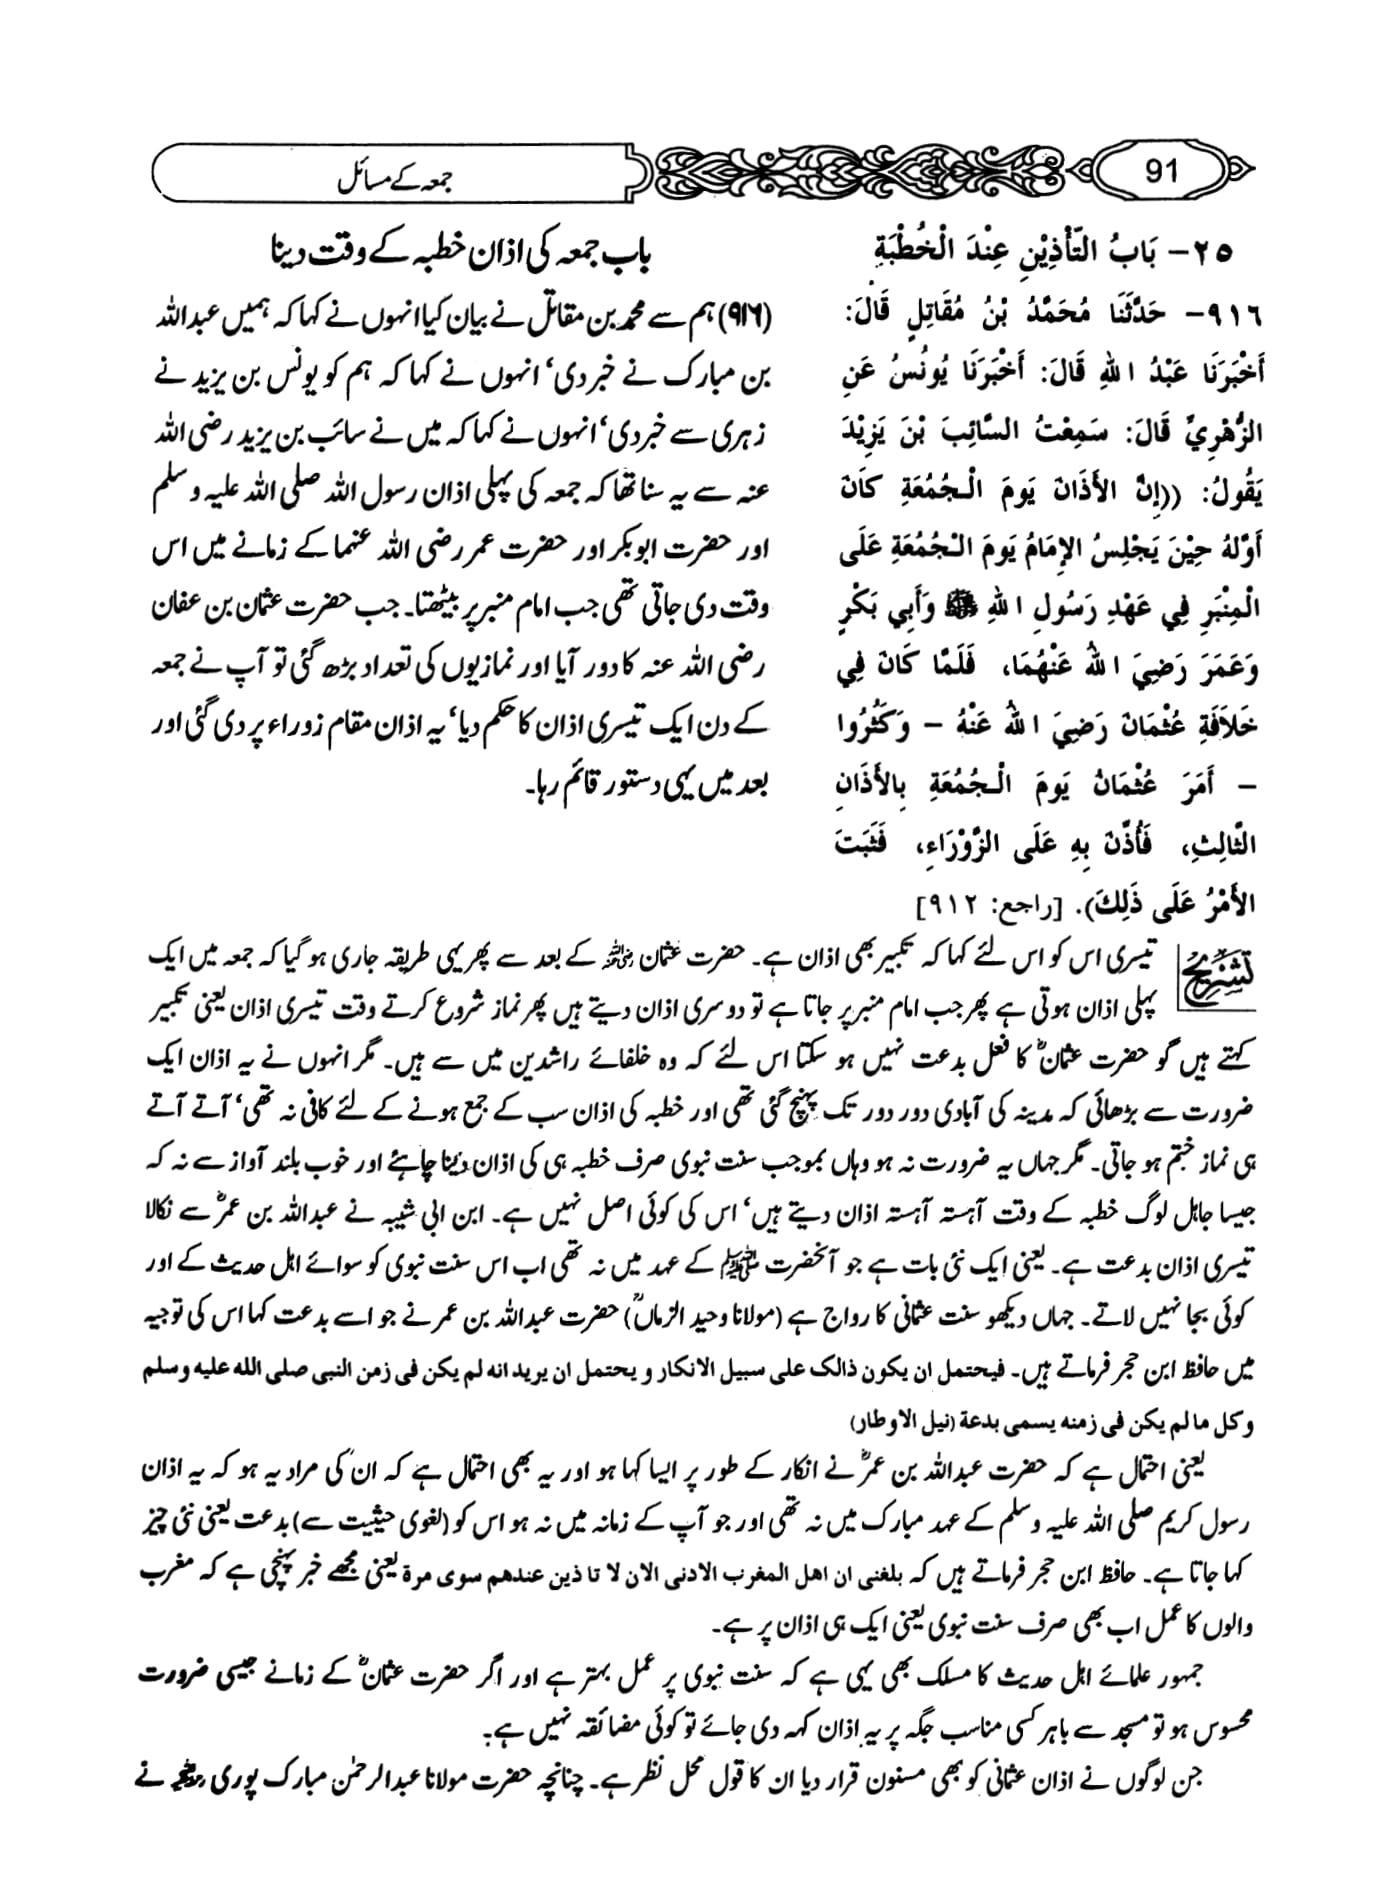 91
جمعہ کے مسائل
٢٥- بَابُ التَّأْذِيْنِ عِنْدَ الْخُطْبَةِ
٩١٦- حَدَّثَنَا مُحَمَّدُ بْنُ مُقَاتِلٍ قَالَ:
أَخْبَرَنَا عَبْدُ اللهِ قَالَ: أَخْبَرَنَا يُونُسُ عَنِ
الزُّهْرِيِّ قَالَ: سَمِعْتُ السَّائِبَ بْنَ يَزِيْدَ
يَقُولُ: ((إِنَّ الأَذَانَ يَومَ الْجُمُعَةِ كَانَ
أَوَّلُهُ حِيْنَ يَجْلِسُ الإِمَامُ يَومَ الْجُمُعَةِ عَلَى
الْمِنْبَرِ فِي عَهْدِ رَسُولِ اللهِ ﷺ وَأَبِي بَكْرٍ
وَعُمَرَ رَضِيَ اللهُ عَنْهُمَا، فَلَمَّا كَانَ فِي
خَلاَفَةِ عُثْمَانَ رَضِيَ اللهُ عَنْهُ – وَكَثُرُوا
– أَمَرَ عُثْمَانُ يَومَ الْجُمُعَةِ بِالأَذَانِ
الثَّالِثِ، فَأُذِّنَ بِهِ عَلَى الزَّوْرَاءِ، فَثَبَتَ
الأَمْرُ عَلَى ذَلِكَ). [راجع: ٩١٢]
باب جمعہ کی اذان خطبہ کے وقت دینا
(۹۱۶) ہم سے محمد بن مقاتل نے بیان کیا انہوں نے کہا کہ ہمیں عبداللہ
بن مبارک نے خبر دی، انہوں نے کہا کہ ہم کو یونس بن یزید نے
زہری سے خبر دی، انہوں نے کہا کہ میں نے سائب بن یزید رضی اللہ
عنہ سے یہ سنا تھا کہ جمعہ کی پہلی اذان رسول اللہ صلی اللہ علیہ و سلم
اور حضرت ابو بکر اور حضرت عمر رضی اللہ عنہما کے زمانے میں اس
وقت دی جاتی تھی جب امام منبر پر بیٹھتا۔ جب حضرت عثمان بن عفان
رضی اللہ عنہ کا دور آیا اور نمازیوں کی تعداد بڑھ گئی تو آپ نے جمعہ
کے دن ایک تیسری اذان کا حکم دیا، یہ اذان مقام زوراء پر دی گئی اور
بعد میں یہی دستور قائم رہا۔
تشریح
تیسری اس کو اس لئے کہا کہ تکبیر بھی اذان ہے۔ حضرت عثمان رضی اللہ عنہ کے بعد سے پھر یہی طریقہ جاری ہو گیا کہ جمعہ میں ایک
پہلی اذان ہوتی ہے پھر جب امام منبر پر جاتا ہے تو دوسری اذان دیتے ہیں پھر نماز شروع کرتے وقت تیسری اذان یعنی تکبیر
کہتے ہیں گو حضرت عثمانؓ کا فعل بدعت نہیں ہو سکتا اس لئے کہ وہ خلفائے راشدین میں سے ہیں۔ مگر انہوں نے یہ اذان ایک
ضرورت سے بڑھائی کہ مدینہ کی آبادی دور دور تک پہنچ گئی تھی اور خطبہ کی اذان سب کے جمع ہونے کے لئے کافی نہ تھی، آتے آتے
ہی نماز ختم ہو جاتی۔ مگر جہاں یہ ضرورت نہ ہو وہاں بموجب سنت نبوی صرف خطبہ ہی کی اذان دینا چاہئے اور خوب بلند آواز سے نہ کہ
جیسا جاہل لوگ خطبہ کے وقت آہستہ آہستہ اذان دیتے ہیں، اس کی کوئی اصل نہیں ہے۔ ابن ابی شیبہ نے عبداللہ بن عمرؓ سے نکالا
تیسری اذان بدعت ہے۔ یعنی ایک نئی بات ہے جو آنحضرت ﷺ کے عہد میں نہ تھی اب اس سنت نبوی کو سوائے اہل حدیث کے اور
کوئی بجا نہیں لاتے۔ جہاں دیکھو سنت عثمانی کا رواج ہے (مولانا وحید الزماںؒ) حضرت عبداللہ بن عمر نے جو اسے بدعت کہا اس کی توجیہ
میں حافظ ابن حجر فرماتے ہیں۔ فیحتمل ان یکون ذالک علی سبیل الانکار و یحتمل ان یرید انه لم یکن فی زمن النبی صلی الله علیه وسلم
وکل ما لم یکن فی زمنه یسمی بدعة (نیل الاوطار)
یعنی احتمال ہے کہ حضرت عبداللہ بن عمرؓ نے انکار کے طور پر ایسا کہا ہو اور یہ بھی احتمال ہے کہ ان کی مراد یہ ہو کہ یہ اذان
رسول کریم صلی اللہ علیہ وسلم کے عہد مبارک میں نہ تھی اور جو آپ کے زمانہ میں نہ ہو اس کو (لغوی حیثیت سے) بدعت یعنی نئی چیز
کہا جاتا ہے۔ حافظ ابن حجر فرماتے ہیں کہ بلغنی ان اهل المغرب الادنی الان لا تا ذین عندهم سوی مرة یعنی مجھے خبر پہنچی ہے کہ مغرب
والوں کا عمل اب بھی صرف سنت نبوی یعنی ایک ہی اذان پر ہے۔
جمہور علمائے اہل حدیث کا مسلک بھی یہی ہے کہ سنت نبوی پر عمل بہتر ہے اور اگر حضرت عثمانؓ کے زمانے جیسی ضرورت
محسوس ہو تو مسجد سے باہر کسی مناسب جگہ پر یہ اذان کہہ دی جائے تو کوئی مضائقہ نہیں ہے۔
جن لوگوں نے اذان عثمانی کو بھی مسنون قرار دیا ان کا قول محل نظر ہے۔ چنانچہ حضرت مولانا عبدالرحمٰن مبارک پوری نے